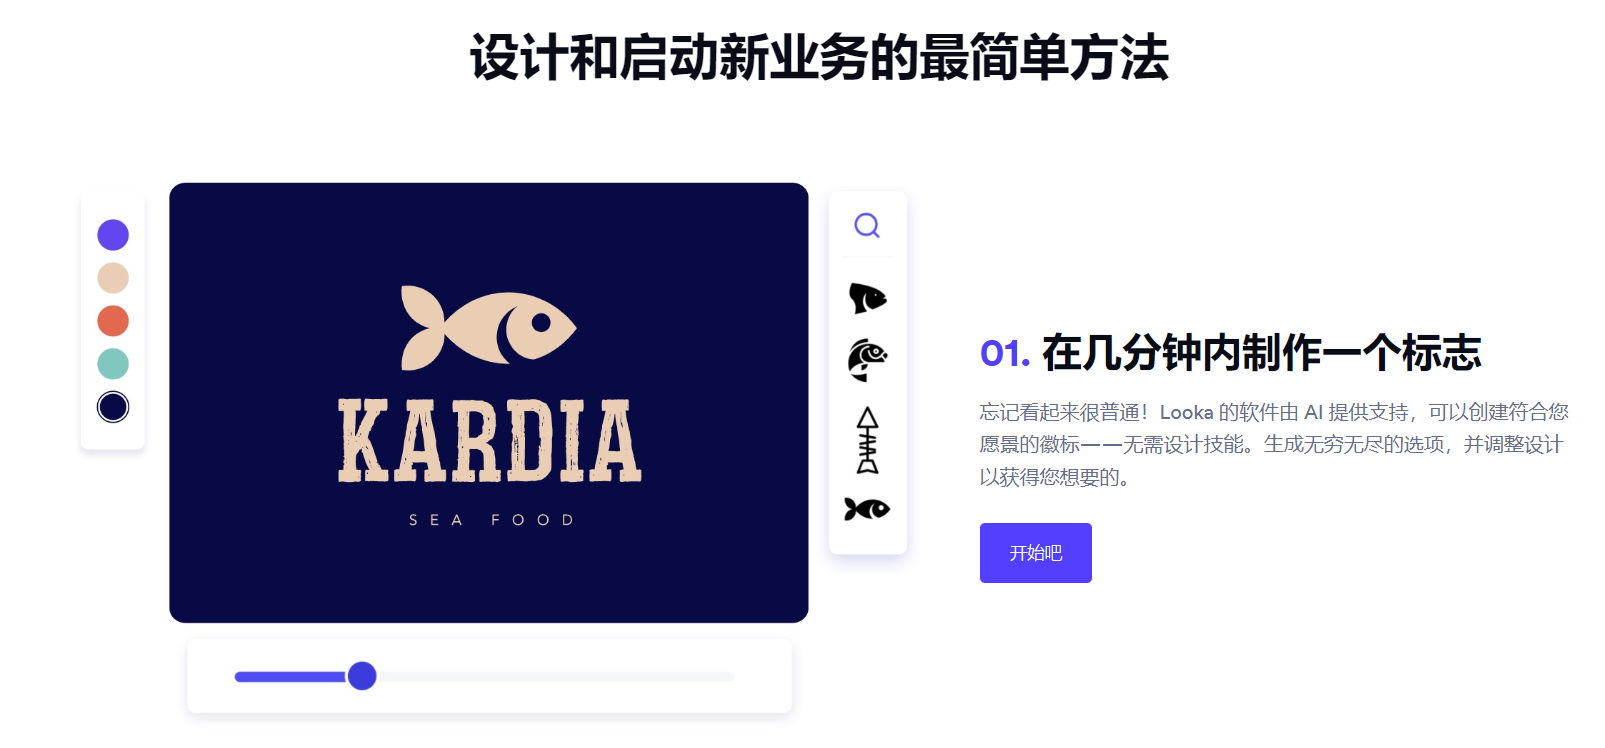 设计和启动新业务的最简单方法
KARDIA
SEA FOOD
01. 在几分钟内制作一个标志
忘记看起来很普通！Looka 的软件由 AI 提供支持，可以创建符合您
愿景的徽标——无需设计技能。生成无穷无尽的选项，并调整设计
以获得您想要的。
开始吧